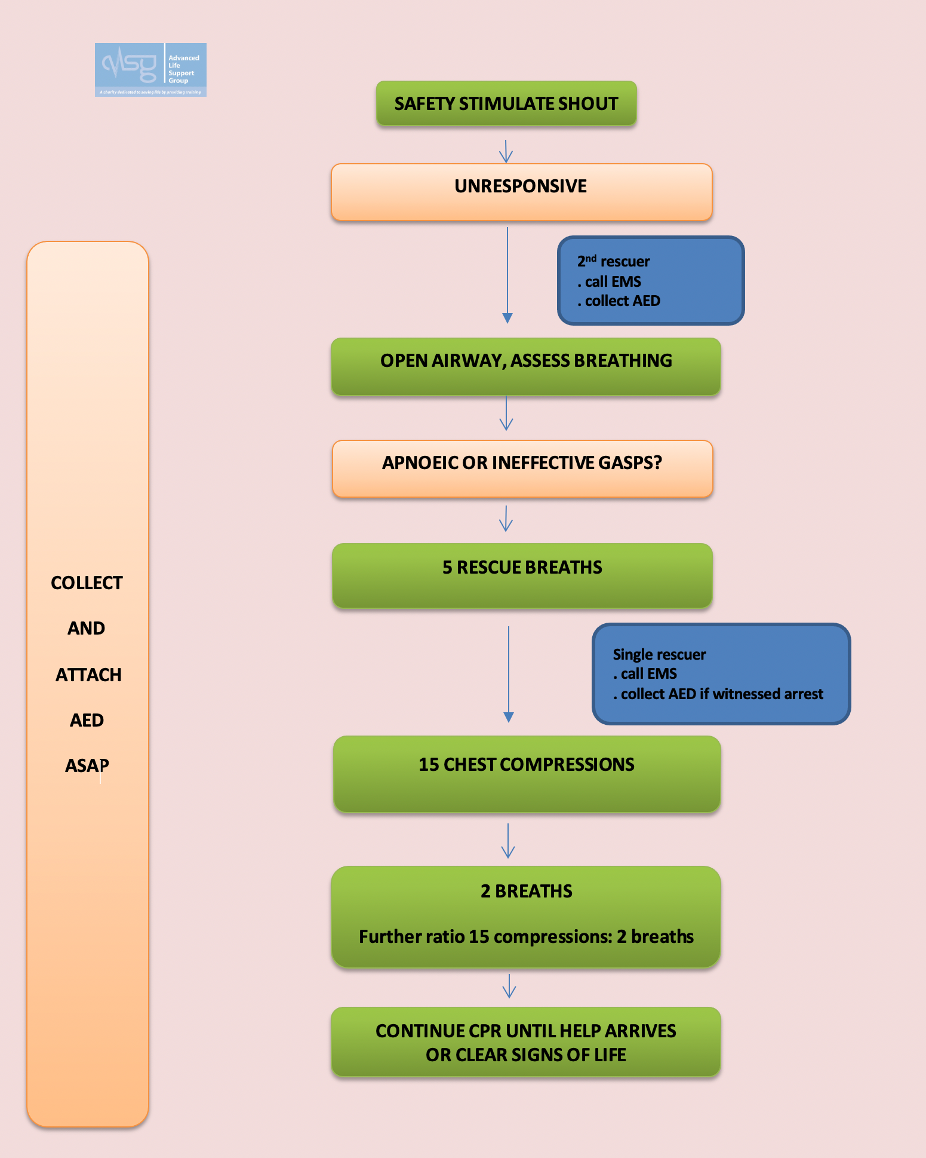 alsg
Advanced
Life
Support
Group
SAFETY STIMULATE SHOUT
UNRESPONSIVE
2nd rescuer
. call EMS
. collect AED
OPEN AIRWAY, ASSESS BREATHING
APNOEIC OR INEFFECTIVE GASPS?
5 RESCUE BREATHS
Single rescuer
. call EMS
. collect AED if witnessed arrest
15 CHEST COMPRESSIONS
2 BREATHS
Further ratio 15 compressions: 2 breaths
CONTINUE CPR UNTIL HELP ARRIVES
OR CLEAR SIGNS OF LIFE
COLLECT
AND
ATTACH
AED
ASAP